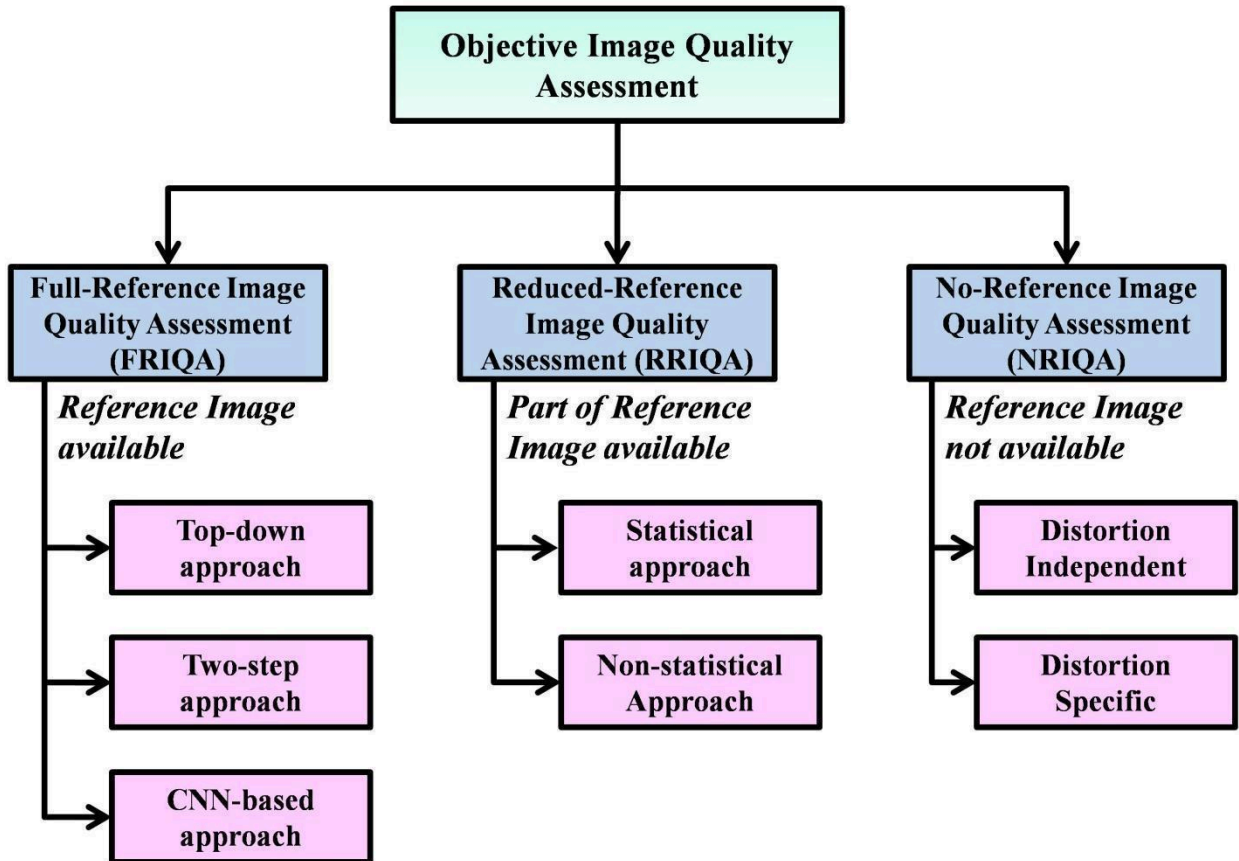 Objective Image Quality
Assessment
Full-Reference Image
Quality Assessment
(FRIQA)
Reference Image
available
Top-down
approach
Two-step
approach
CNN-based
approach
Reduced-Reference
Image Quality
Assessment (RRIQA)
Part of Reference
Image available
Statistical
approach
Non-statistical
Approach
No-Reference Image
Quality Assessment
(NRIQA)
Reference Image
not available
Distortion
Independent
Distortion
Specific